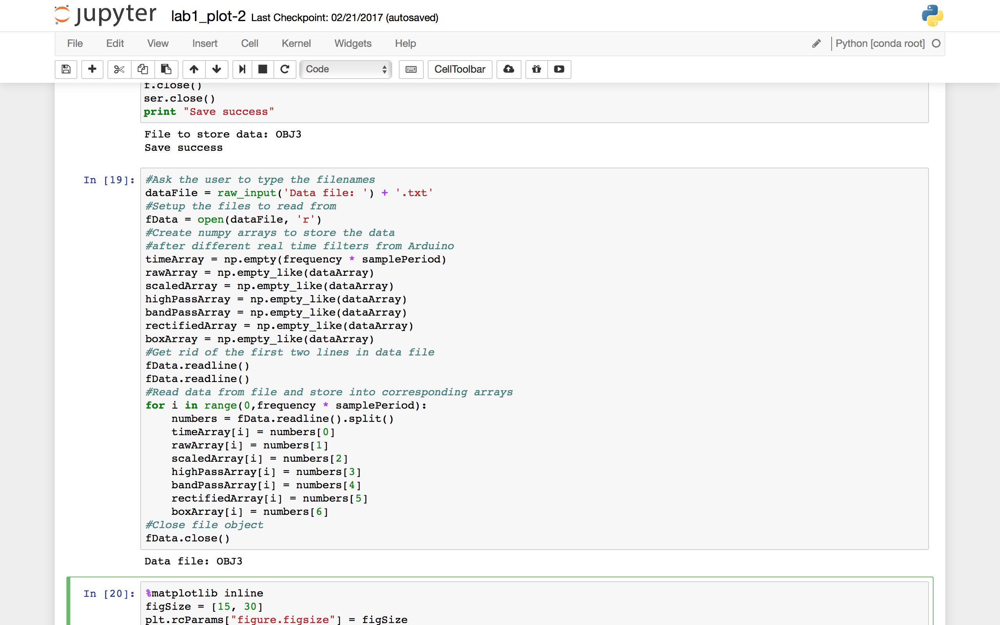 jupyter lab1_plot-2 Last Checkpoint: 02/21/2017 (autosaved)
File Edit View Insert Cell Kernel Widgets Help Python [conda root]
Code CellToolbar
f.close()
ser.close()
print "Save success"
File to store data: OBJ3
Save success
In [19]:
#Ask the user to type the filenames
dataFile = raw_input('Data file: ') + '.txt'
#Setup the files to read from
fData = open(dataFile, 'r')
#Create numpy arrays to store the data
#after different real time filters from Arduino
timeArray = np.empty(frequency * samplePeriod)
rawArray = np.empty_like(dataArray)
scaledArray = np.empty_like(dataArray)
highPassArray = np.empty_like(dataArray)
bandPassArray = np.empty_like(dataArray)
rectifiedArray = np.empty_like(dataArray)
boxArray = np.empty_like(dataArray)
#Get rid of the first two lines in data file
fData.readline()
fData.readline()
#Read data from file and store into corresponding arrays
for i in range(0,frequency * samplePeriod):
    numbers = fData.readline().split()
    timeArray[i] = numbers[0]
    rawArray[i] = numbers[1]
    scaledArray[i] = numbers[2]
    highPassArray[i] = numbers[3]
    bandPassArray[i] = numbers[4]
    rectifiedArray[i] = numbers[5]
    boxArray[i] = numbers[6]
#Close file object
fData.close()
Data file: OBJ3
In [20]:
%matplotlib inline
figSize = [15, 30]
plt.rcParams["figure.figsize"] = figSize